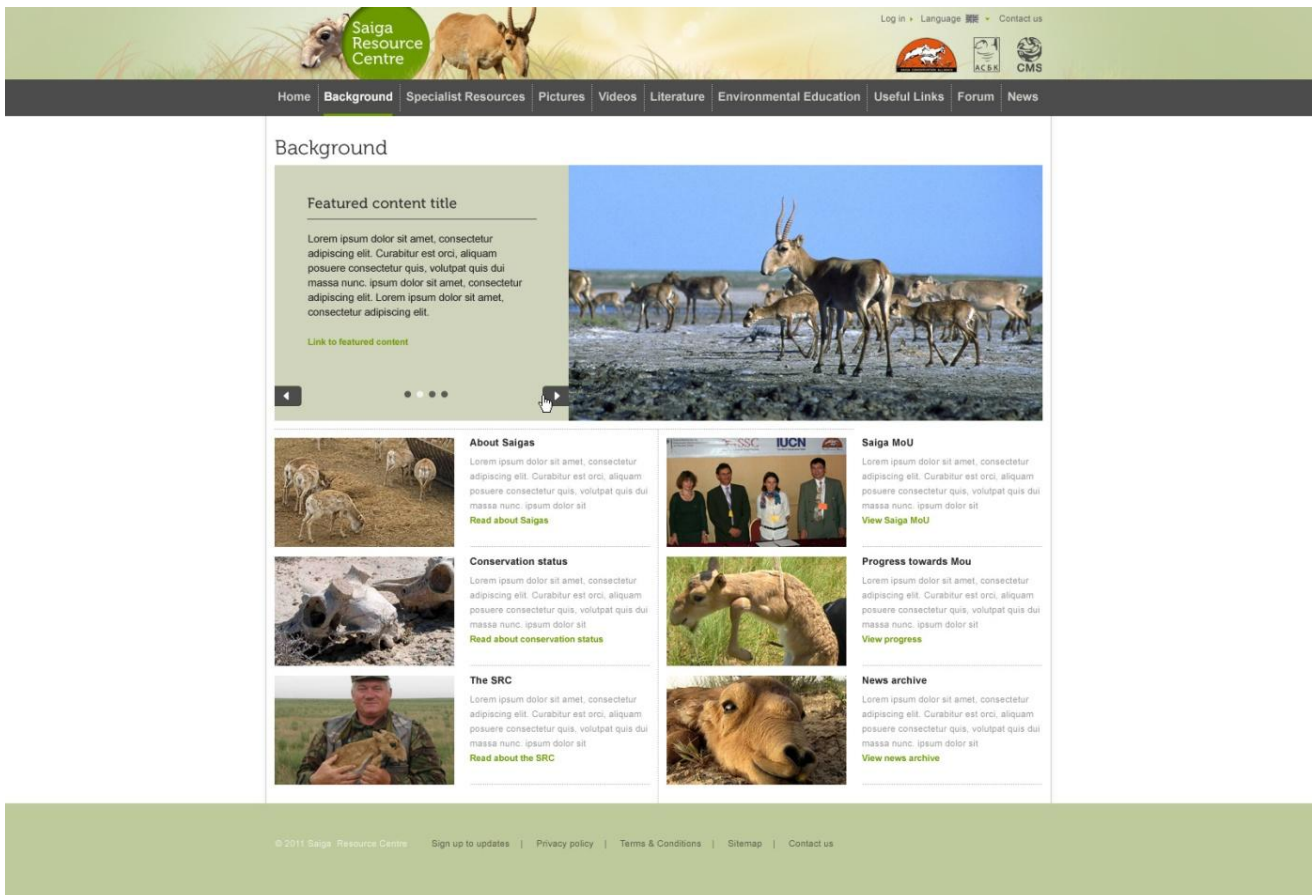 Saiga
Resource
Centre
Log in
Language
Contact us
АСБК
CMS
Home
Background
Specialist Resources
Pictures
Videos
Literature
Environmental Education
Useful Links
Forum
News
Background
Featured content title
Lorem ipsum dolor sit amet, consectetur
adipiscing elit. Curabitur est orci, aliquam
posuere consectetur quis, volutpat quis dui
massa nunc. ipsum dolor sit amet, consectetur
adipiscing elit. Lorem ipsum dolor sit amet,
consectetur adipiscing elit.
Link to featured content
About Saigas
Lorem ipsum dolor sit amet, consectetur
adipiscing elit. Curabitur est orci, aliquam
posuere consectetur quis, volutpat quis dui
massa nunc. ipsum dolor sit
Read about Saigas
SSC
IUCN
Saiga MoU
Lorem ipsum dolor sit amet, consectetur
adipiscing elit. Curabitur est orci, aliquam
posuere consectetur quis, volutpat quis dui
massa nunc. ipsum dolor sit
View Saiga MoU
Conservation status
Lorem ipsum dolor sit amet, consectetur
adipiscing elit. Curabitur est orci, aliquam
posuere consectetur quis, volutpat quis dui
massa nunc. ipsum dolor sit
Read about conservation status
Progress towards Mou
Lorem ipsum dolor sit amet, consectetur
adipiscing elit. Curabitur est orci, aliquam
posuere consectetur quis, volutpat quis dui
massa nunc. ipsum dolor sit
View progress
The SRC
Lorem ipsum dolor sit amet, consectetur
adipiscing elit. Curabitur est orci, aliquam
posuere consectetur quis, volutpat quis dui
massa nunc. ipsum dolor sit
Read about the SRC
News archive
Lorem ipsum dolor sit amet, consectetur
adipiscing elit. Curabitur est orci, aliquam
posuere consectetur quis, volutpat quis dui
massa nunc. ipsum dolor sit
View news archive
© 2011 Saiga Resource Centre
Sign up to updates | Privacy policy | Terms & Conditions | Sitemap | Contact us